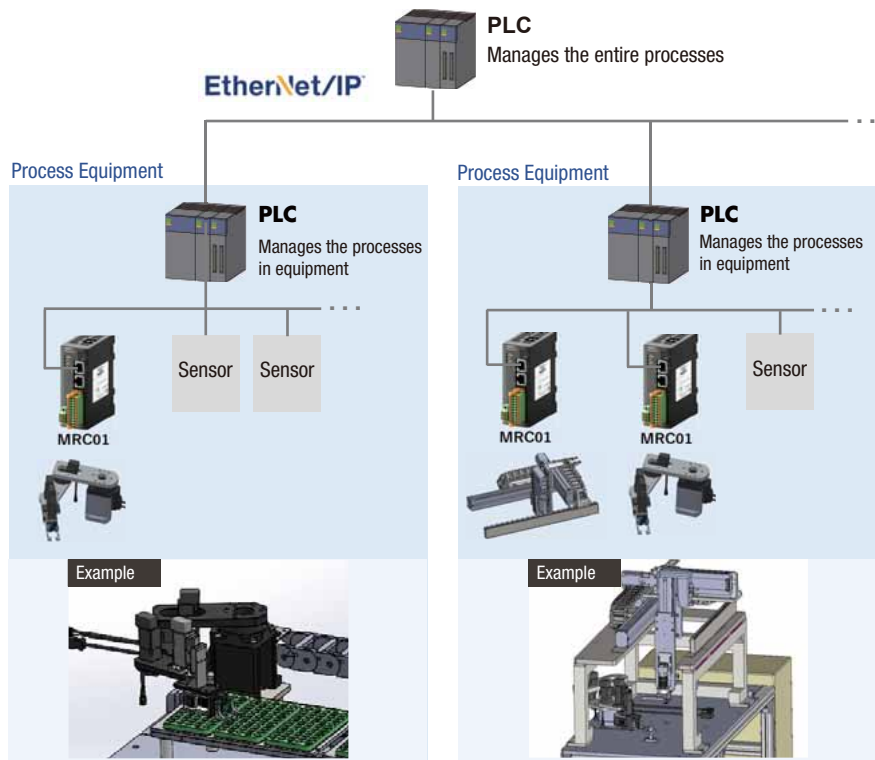 PLC
Manages the entire processes
EtherNet/IP
Process Equipment
PLC
Manages the processes
in equipment
Sensor
Sensor
MRC01
Example
Process Equipment
PLC
Manages the processes
in equipment
Sensor
MRC01
MRC01
Example